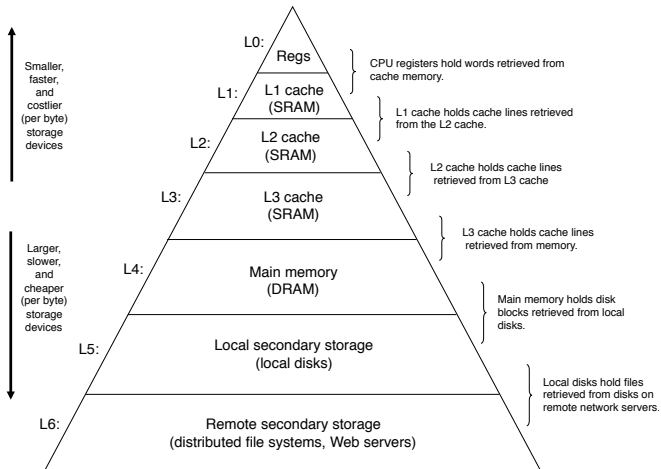 L0:
Regs
CPU registers hold words retrieved from
cache memory.
Smaller,
faster,
and
costlier
(per byte)
storage
devices
L1:
L1 cache
(SRAM)
L1 cache holds cache lines retrieved
from the L2 cache.
L2:
L2 cache
(SRAM)
L2 cache holds cache lines
retrieved from L3 cache
L3:
L3 cache
(SRAM)
L3 cache holds cache lines
retrieved from memory.
Larger,
slower,
and
cheaper
(per byte)
storage
devices
L4:
Main memory
(DRAM)
Main memory holds disk
blocks retrieved from local
disks.
L5:
Local secondary storage
(local disks)
Local disks hold files
retrieved from disks on
remote network servers.
L6:
Remote secondary storage
(distributed file systems, Web servers)